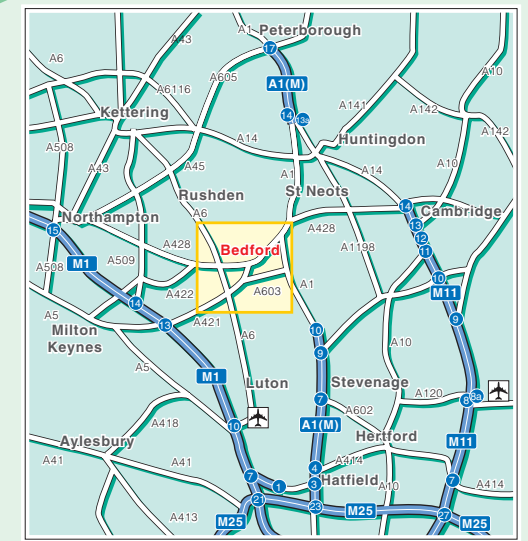 A1
Peterborough
A43
A6
17
A10
A605
A1(M)
A6116
A141
A142
Kettering
14
13a
A142
A14
Huntingdon
A508
A43
A45
A14
A10
A1
Rushden
St Neots
14
Cambridge
A6
Northampton
13
15
A428
Bedford
A428
12
A1198
11
M1
A509
A508
10
A603
A1
M11
A422
14
A5
A421
9
13
10
Milton
Keynes
A6
A10
9
A5
M1
Luton
Stevenage
A120
7
8
8a
A602
A418
10
A1(M)
Hertford
Aylesbury
M11
A41
A41
A414
4
7
Hatfield
7
1
3
A10
A414
21
23
M25
27
A413
M25
M25